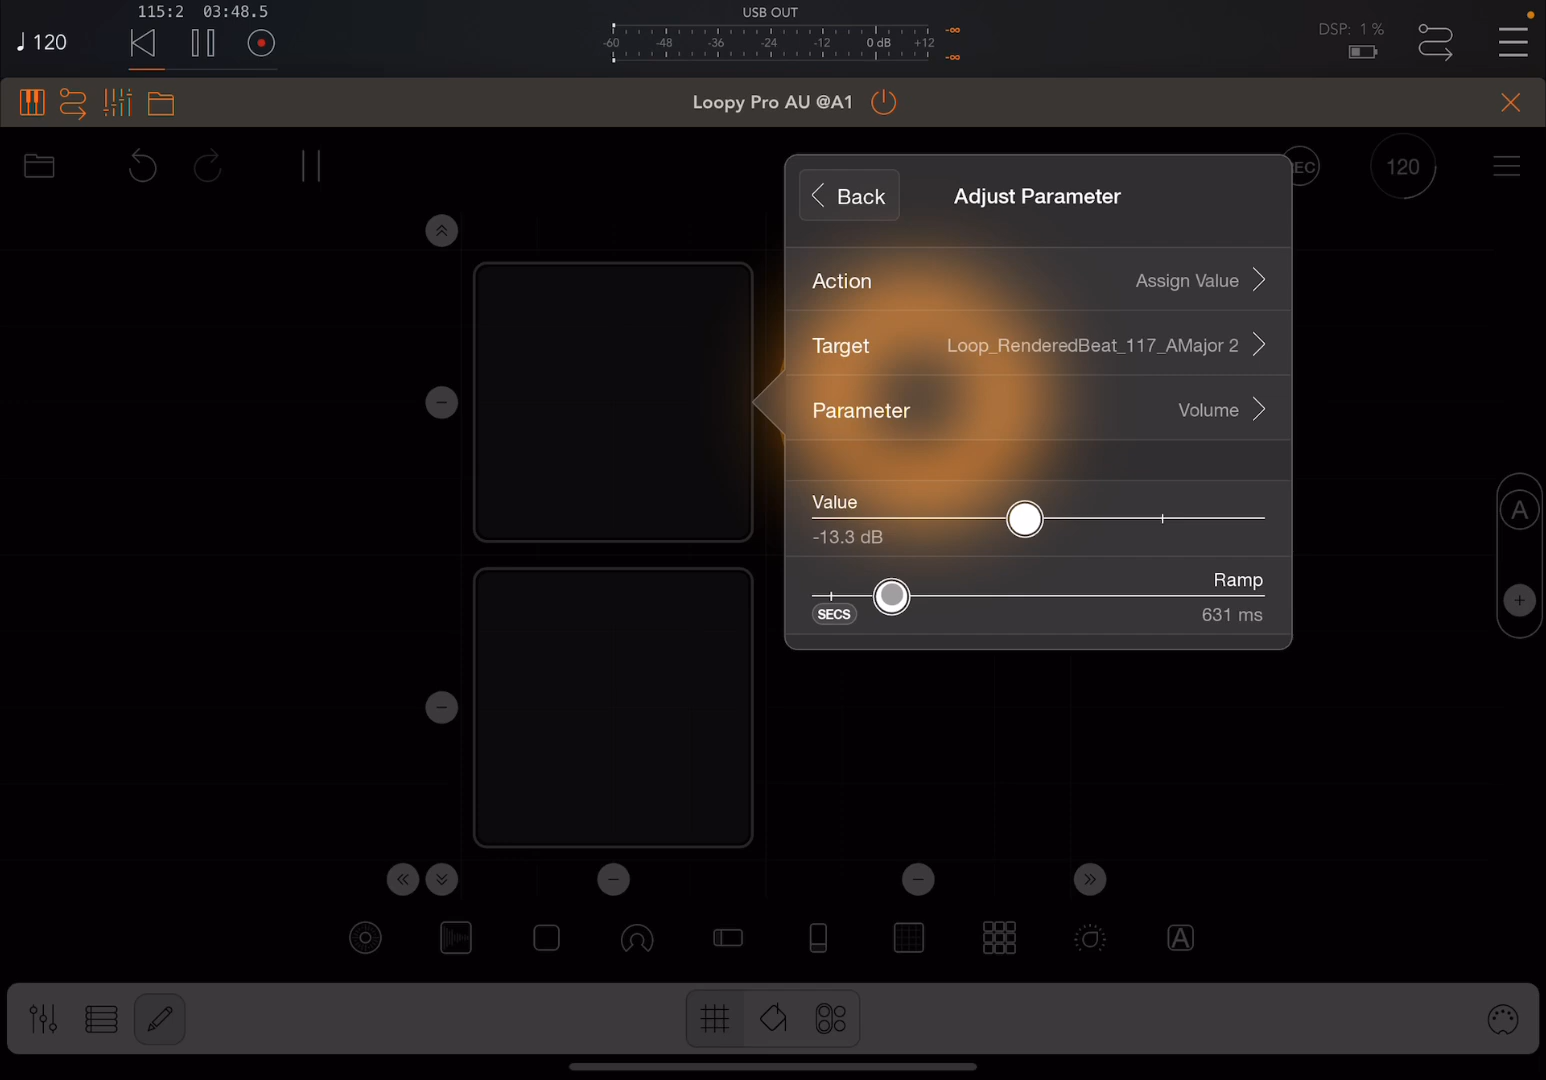 115:2 03:48.5
USB OUT
120
-60 -48 -36 -24 -12 0 dB +12
-∞
-∞
DSP: 1 %
Loopy Pro AU @A1
EC
120
Back
Adjust Parameter
Action Assign Value
Target Loop_RenderedBeat_117_AMajor 2
Parameter Volume
Value
-13.3 dB
Ramp
SECS
631 ms
A
A